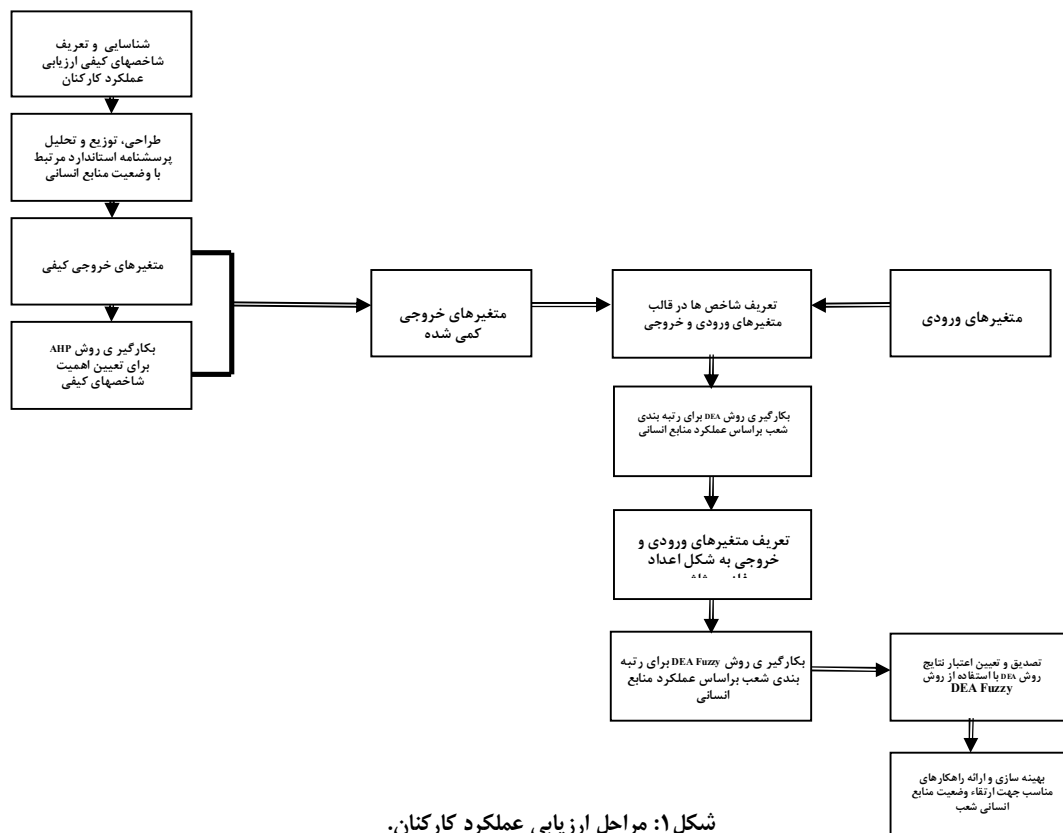 شناسایی و تعریف
شاخصهای کیفی ارزیابی
عملکرد کارکنان
طراحی، توزیع و تحلیل
پرسشنامه استاندارد مرتبط
با وضعیت منابع انسانی
متغیرهای خروجی کیفی
بکارگیر ی روش AHP
برای تعیین اهمیت
شاخصهای کیفی
متغیرهای خروجی
کمی شده
تعریف شاخص ها در قالب
متغیرهای ورودی و خروجی
متغیرهای ورودی
بکارگیر ی روش DEA برای رتبه بندی
شعب براساس عملکرد منابع انسانی
تعریف متغیرهای ورودی و
خروجی به شکل اعداد
بکارگیر ی روش DEA Fuzzy برای رتبه
بندی شعب براساس عملکرد منابع
انسانی
تصدیق و تعیین اعتبار نتایج
روش DEA با استفاده از روش
DEA Fuzzy
بهینه سازی و ارائه راهکارهای
مناسب جهت ارتقاء وضعیت منابع
انسانی شعب
شکل۱: مراحل ارزیابی عملکرد کارکنان.